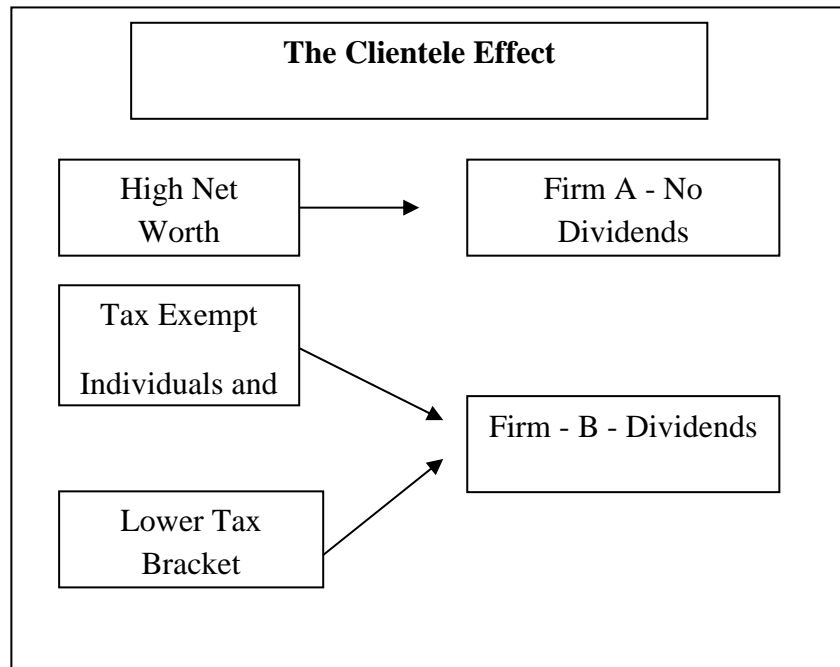 The Clientele Effect
High Net
Worth
Firm A - No
Dividends
Tax Exempt
Individuals and
Firm - B - Dividends
Lower Tax
Bracket